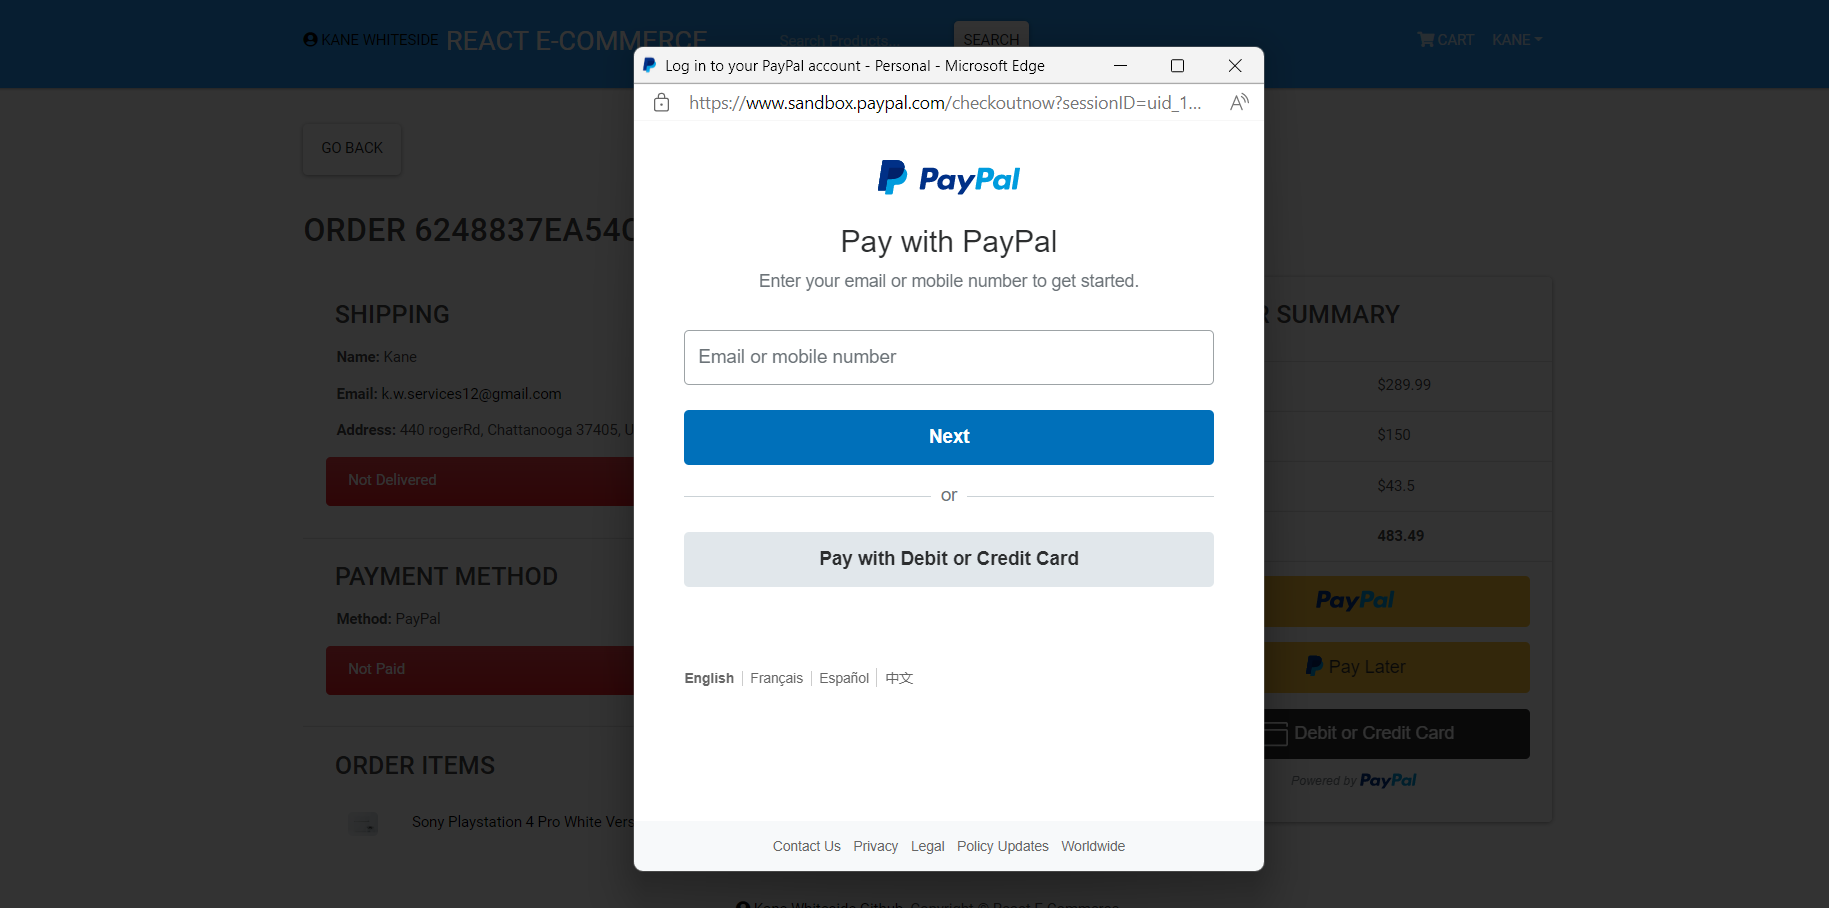 KANE WHITESIDE REACT E-COMMERCE Search Products... SEARCH CART KANE
Log in to your PayPal account - Personal - Microsoft Edge
https://www.sandbox.paypal.com/checkoutnow?sessionID=uid_1...
GO BACK
PayPal
Pay with PayPal
Enter your email or mobile number to get started.
Email or mobile number
Next
or
Pay with Debit or Credit Card
English Français Español 中文
Contact Us Privacy Legal Policy Updates Worldwide
ORDER 6248837EA54
SHIPPING
Name: Kane
Email: k.w.services12@gmail.com
Address: 440 rogerRd, Chattanooga 37405, U
Not Delivered
PAYMENT METHOD
Method: PayPal
Not Paid
ORDER ITEMS
Sony Playstation 4 Pro White Vers
SUMMARY
$289.99
$150
$43.5
483.49
PayPal
Pay Later
Debit or Credit Card
Powered by PayPal
Kane Whiteside Github, Copyright © React E-Commerce